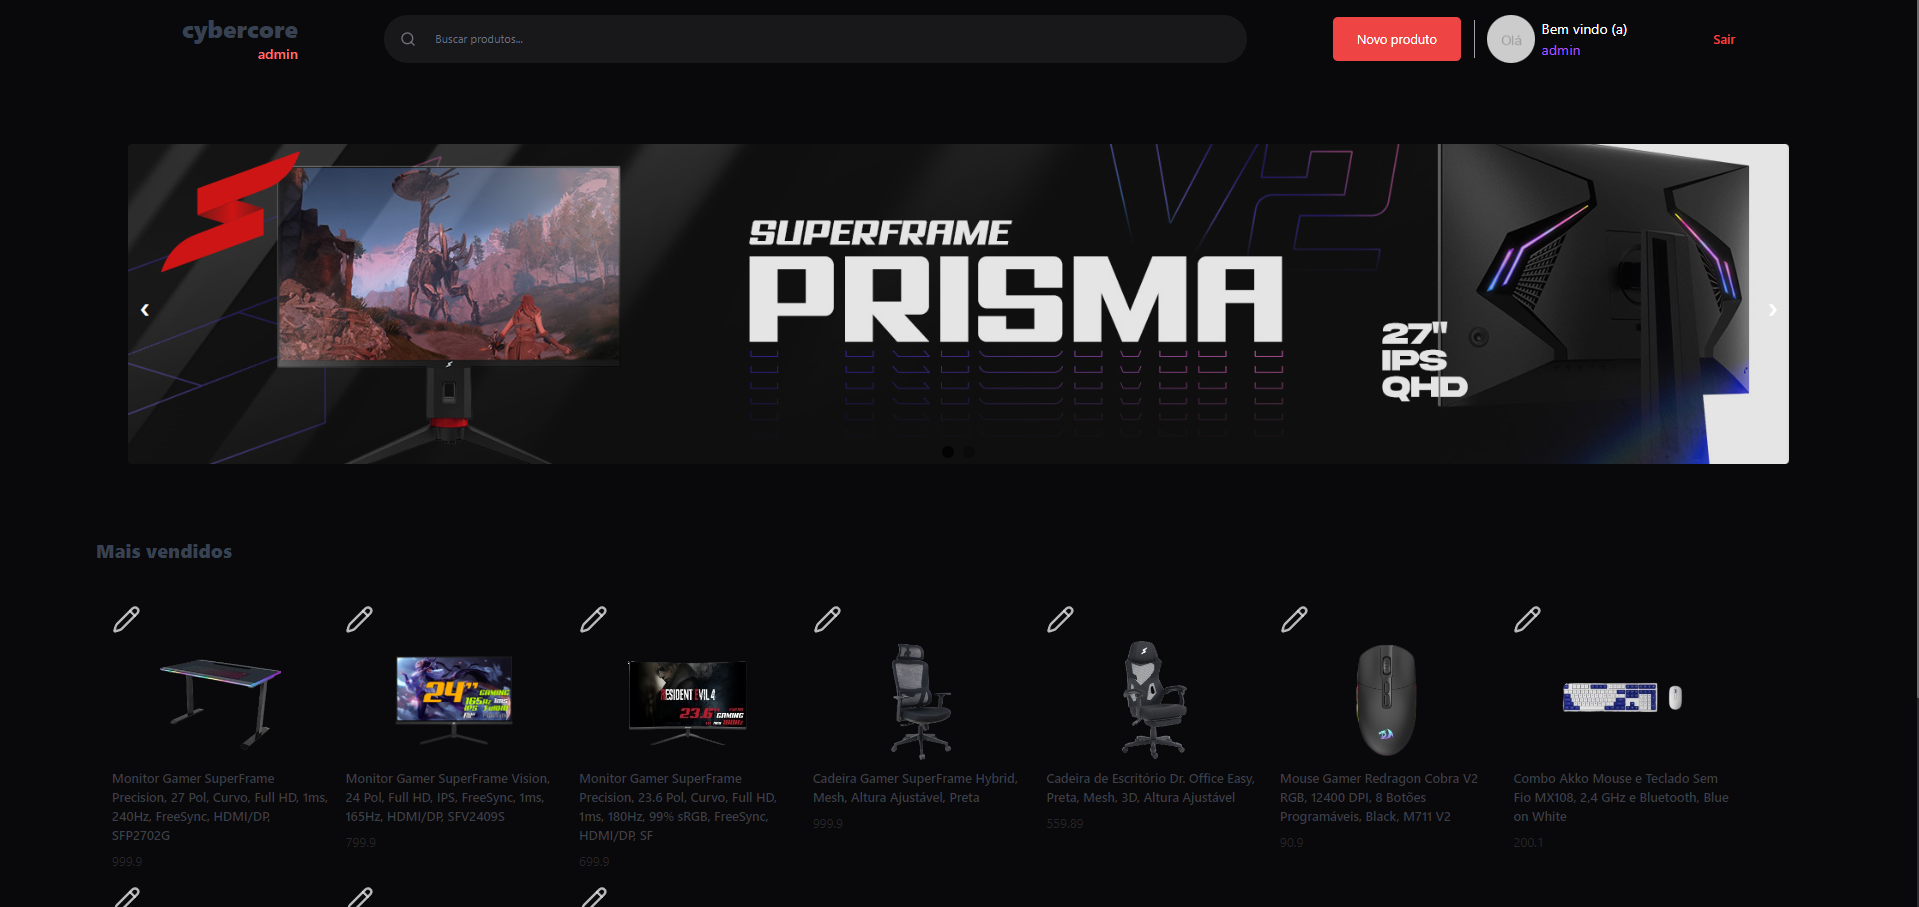 cybercore
admin
Buscar produtos...
Novo produto
Olá
Bem vindo (a)
admin
Sair
V2
SUPERFRAME
PRISMA
27"
IPS
QHD
Mais vendidos
24"
GAMING
165Hz 1ms
RESIDENT EVIL 4
23.6" GAMING
Monitor Gamer SuperFrame
Precision, 27 Pol, Curvo, Full HD, 1ms,
240Hz, FreeSync, HDMI/DP,
SFP2702G
999.9
Monitor Gamer SuperFrame Vision,
24 Pol, Full HD, IPS, FreeSync, 1ms,
165Hz, HDMI/DP, SFV2409S
799.9
Monitor Gamer SuperFrame
Precision, 23.6 Pol, Curvo, Full HD,
1ms, 180Hz, 99% sRGB, FreeSync,
HDMI/DP, SF
699.9
Cadeira Gamer SuperFrame Hybrid,
Mesh, Altura Ajustável, Preta
999.9
Cadeira de Escritório Dr. Office Easy,
Preta, Mesh, 3D, Altura Ajustável
559.89
Mouse Gamer Redragon Cobra V2
RGB, 12400 DPI, 8 Botões
Programáveis, Black, M711 V2
90.9
Combo Akko Mouse e Teclado Sem
Fio MX108, 2,4 GHz e Bluetooth, Blue
on White
200.1